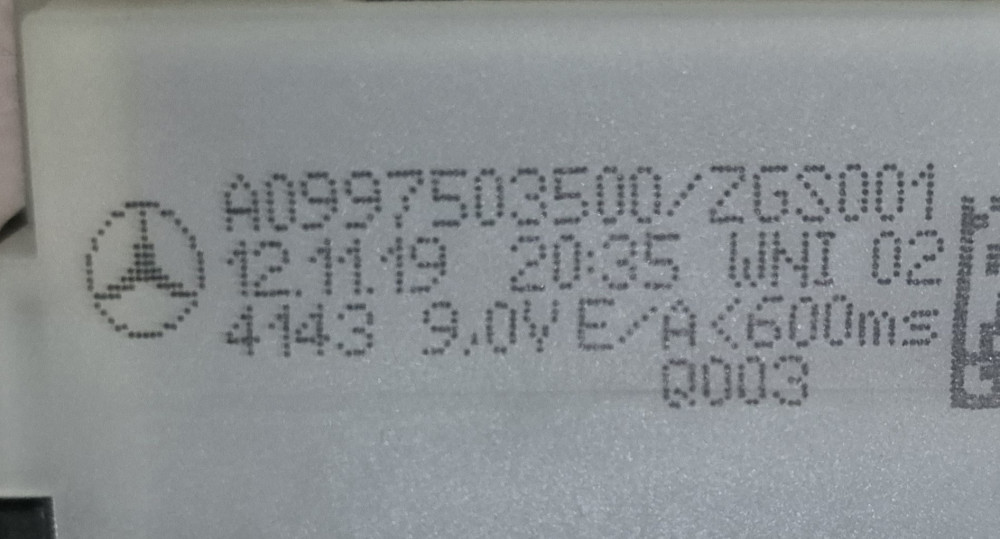 A0997503500/ZGS001
12.11.19 20:35 WNI 02
4143 9.0V E/A<600ms
Q003